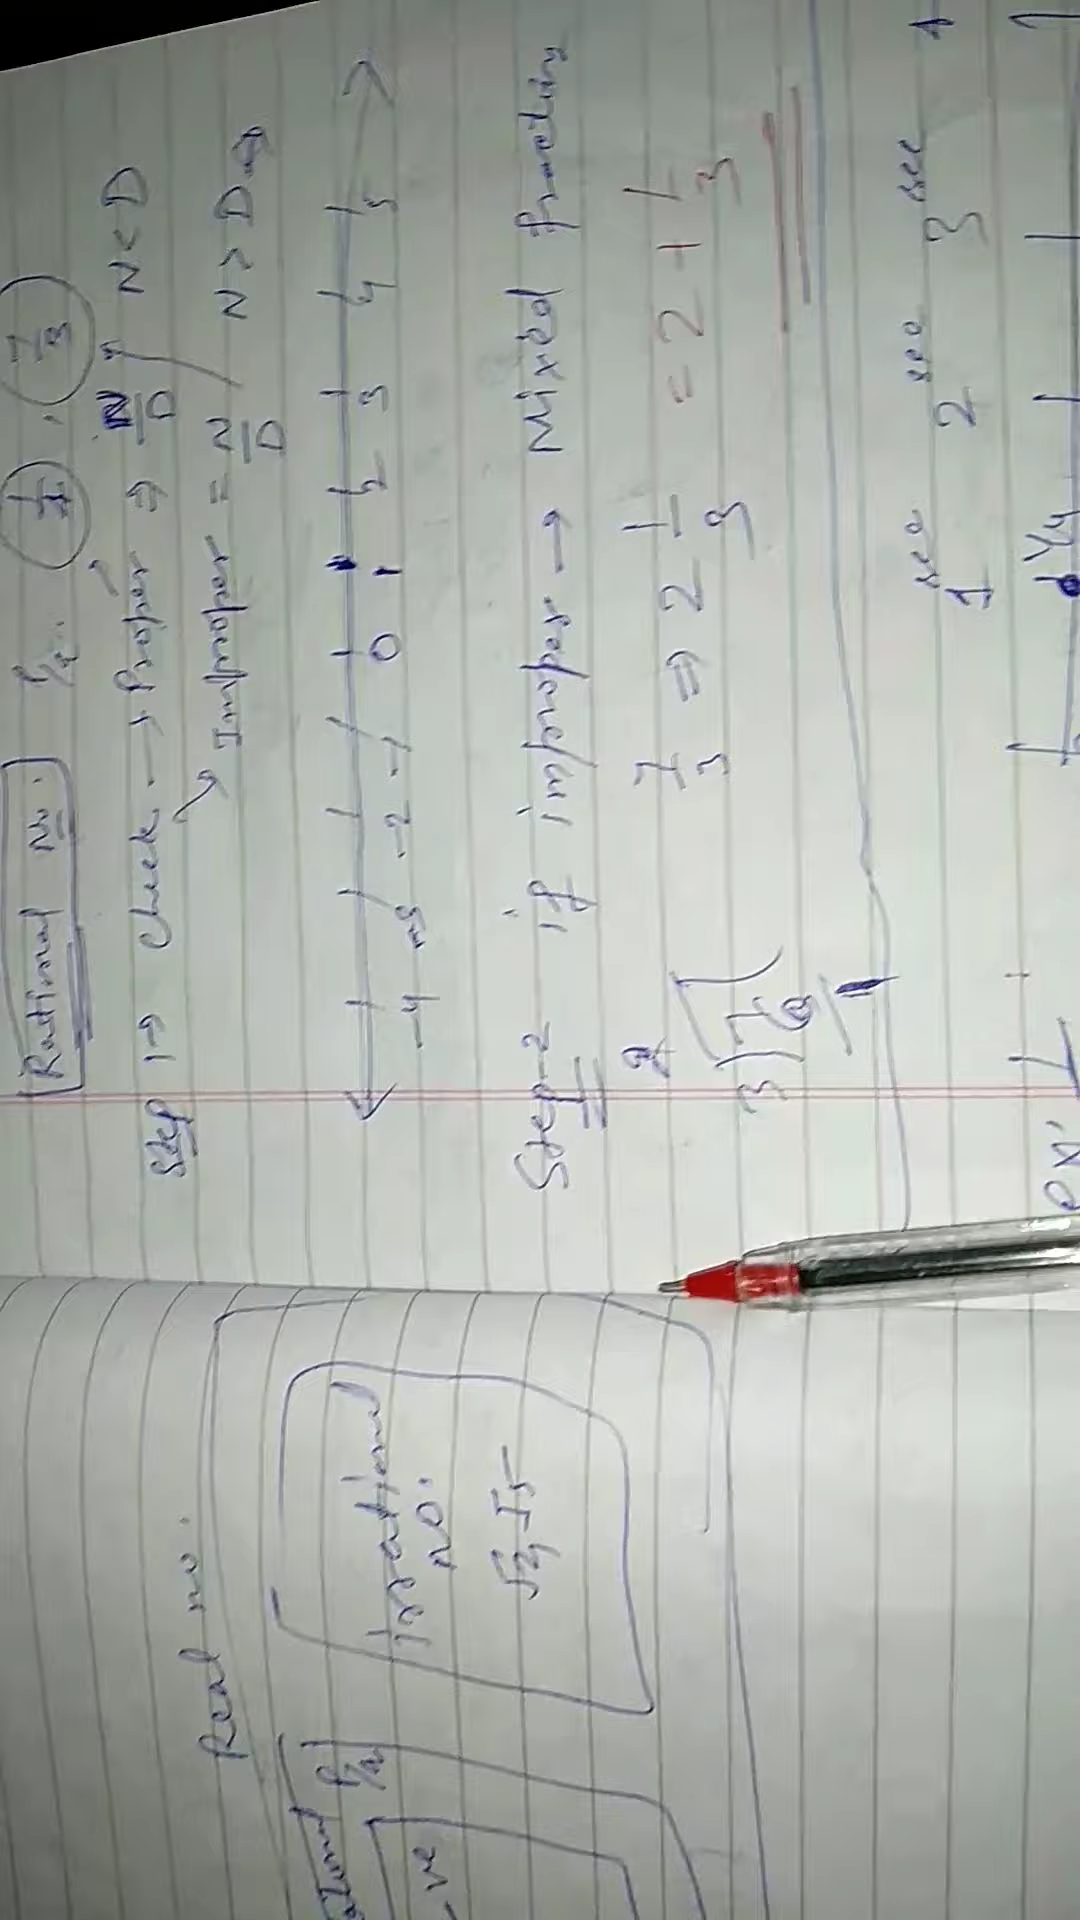 Rational no. p/q. 1/2 , 7/3
Step 1 → Check. → Proper ⇒ N/D , N < D
→ Improper = N/D N > D
-4 -3 -2 -1 0 1 2 3 4 5
Step-2 if improper → Mixed fraction
7/3 ⇒ 2 1/3 = 2 + 1/3
2
3)7(
6
1
1 sec 2 sec 3 sec
1/4
ex'
Real no.
irrational
no.
√3, √5
p/q
-ve